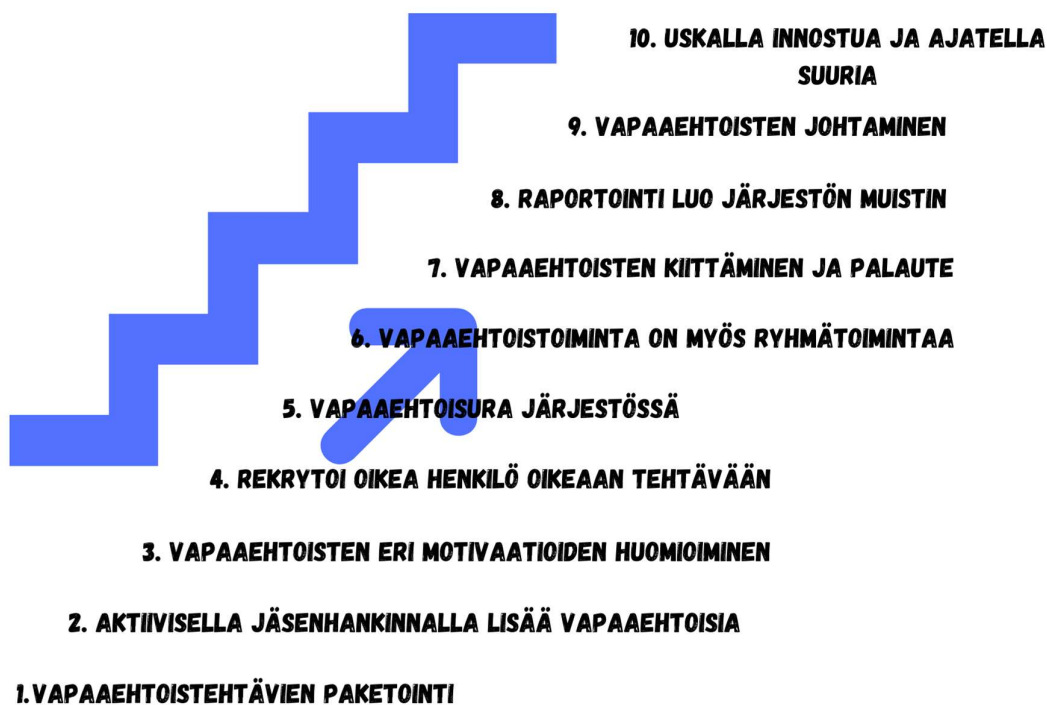 10. USKALLA INNOSTUA JA AJATELLA
SUURIA
9. VAPAAEHTOISTEN JOHTAMINEN
8. RAPORTOINTI LUO JÄRJESTÖN MUISTIN
7. VAPAAEHTOISTEN KIITTÄMINEN JA PALAUTE
6. VAPAAEHTOISTOIMINTA ON MYÖS RYHMÄTOIMINTAA
5. VAPAAEHTOISURA JÄRJESTÖSSÄ
4. REKRYTOI OIKEA HENKILÖ OIKEAAN TEHTÄVÄÄN
3. VAPAAEHTOISTEN ERI MOTIVAATIOIDEN HUOMIOIMINEN
2. AKTIIVISELLA JÄSENHANKINNALLA LISÄÄ VAPAAEHTOISIA
1.VAPAAEHTOISTEHTÄVIEN PAKETOINTI